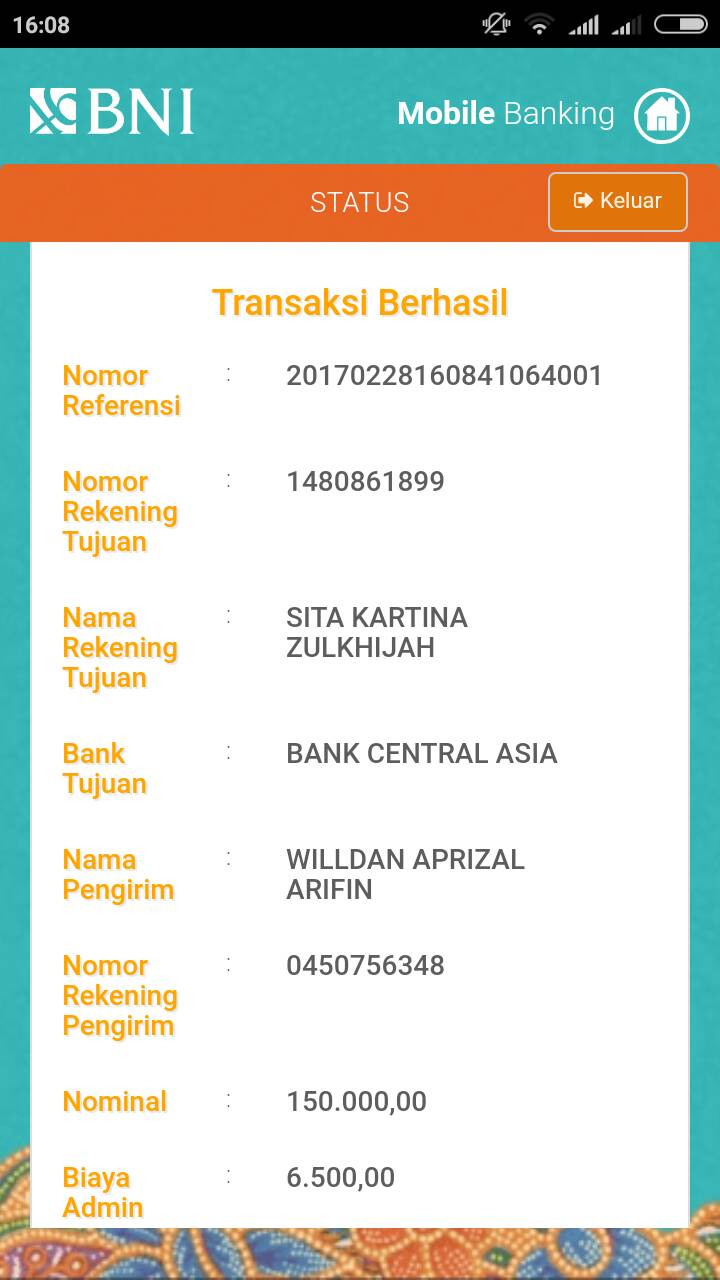 16:08
BNI
Mobile Banking
STATUS
Keluar
Transaksi Berhasil
Nomor Referensi : 20170228160841064001
Nomor Rekening Tujuan : 1480861899
Nama Rekening Tujuan : SITA KARTINA ZULKHIJAH
Bank Tujuan : BANK CENTRAL ASIA
Nama Pengirim : WILLDAN APRIZAL ARIFIN
Nomor Rekening Pengirim : 0450756348
Nominal : 150.000,00
Biaya Admin : 6.500,00